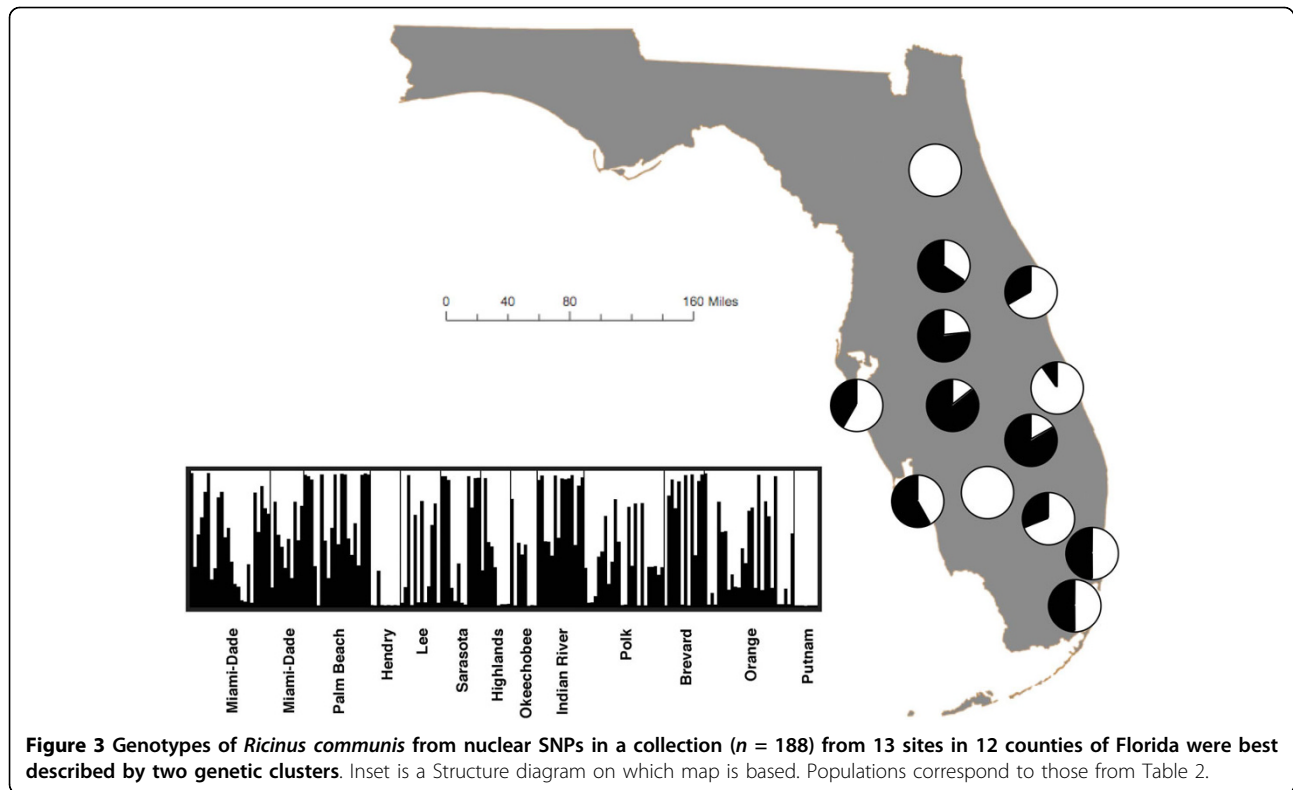 0 40 80 160 Miles
Miami-Dade
Miami-Dade
Palm Beach
Hendry
Lee
Sarasota
Highlands
Okeechobee
Indian River
Polk
Brevard
Orange
Putnam
Figure 3 Genotypes of Ricinus communis from nuclear SNPs in a collection (n = 188) from 13 sites in 12 counties of Florida were best
described by two genetic clusters. Inset is a Structure diagram on which map is based. Populations correspond to those from Table 2.